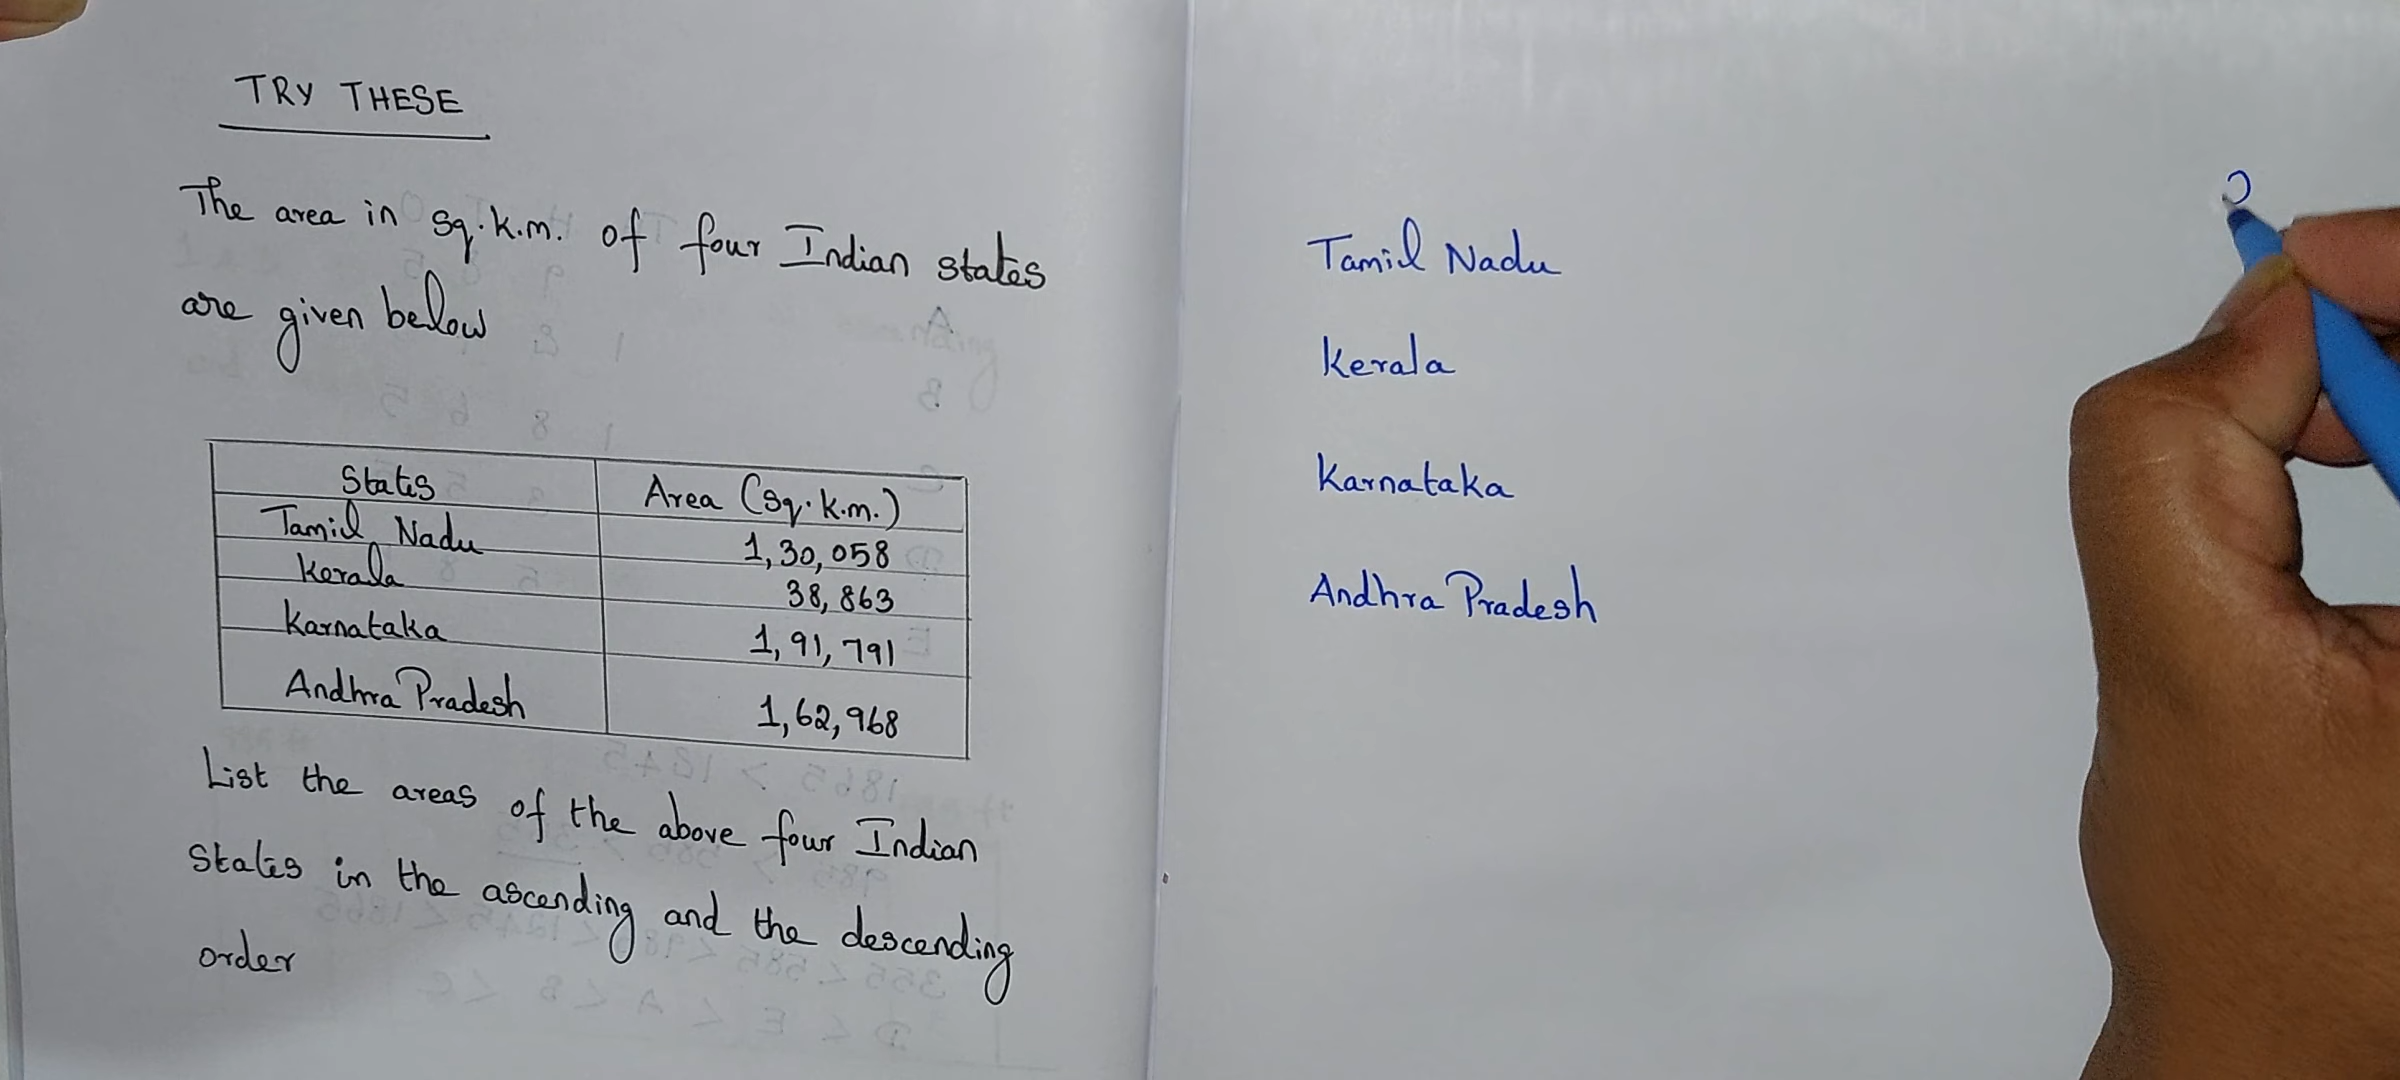 TRY THESE
The area in sq.k.m. of four Indian states
are given below
States Area (Sq.k.m.)
Tamil Nadu 1,30,058
Kerala 38,863
Karnataka 1,91,791
Andhra Pradesh 1,62,968
List the areas of the above four Indian
States in the ascending and the descending
order
Tamil Nadu
Kerala
Karnataka
Andhra Pradesh